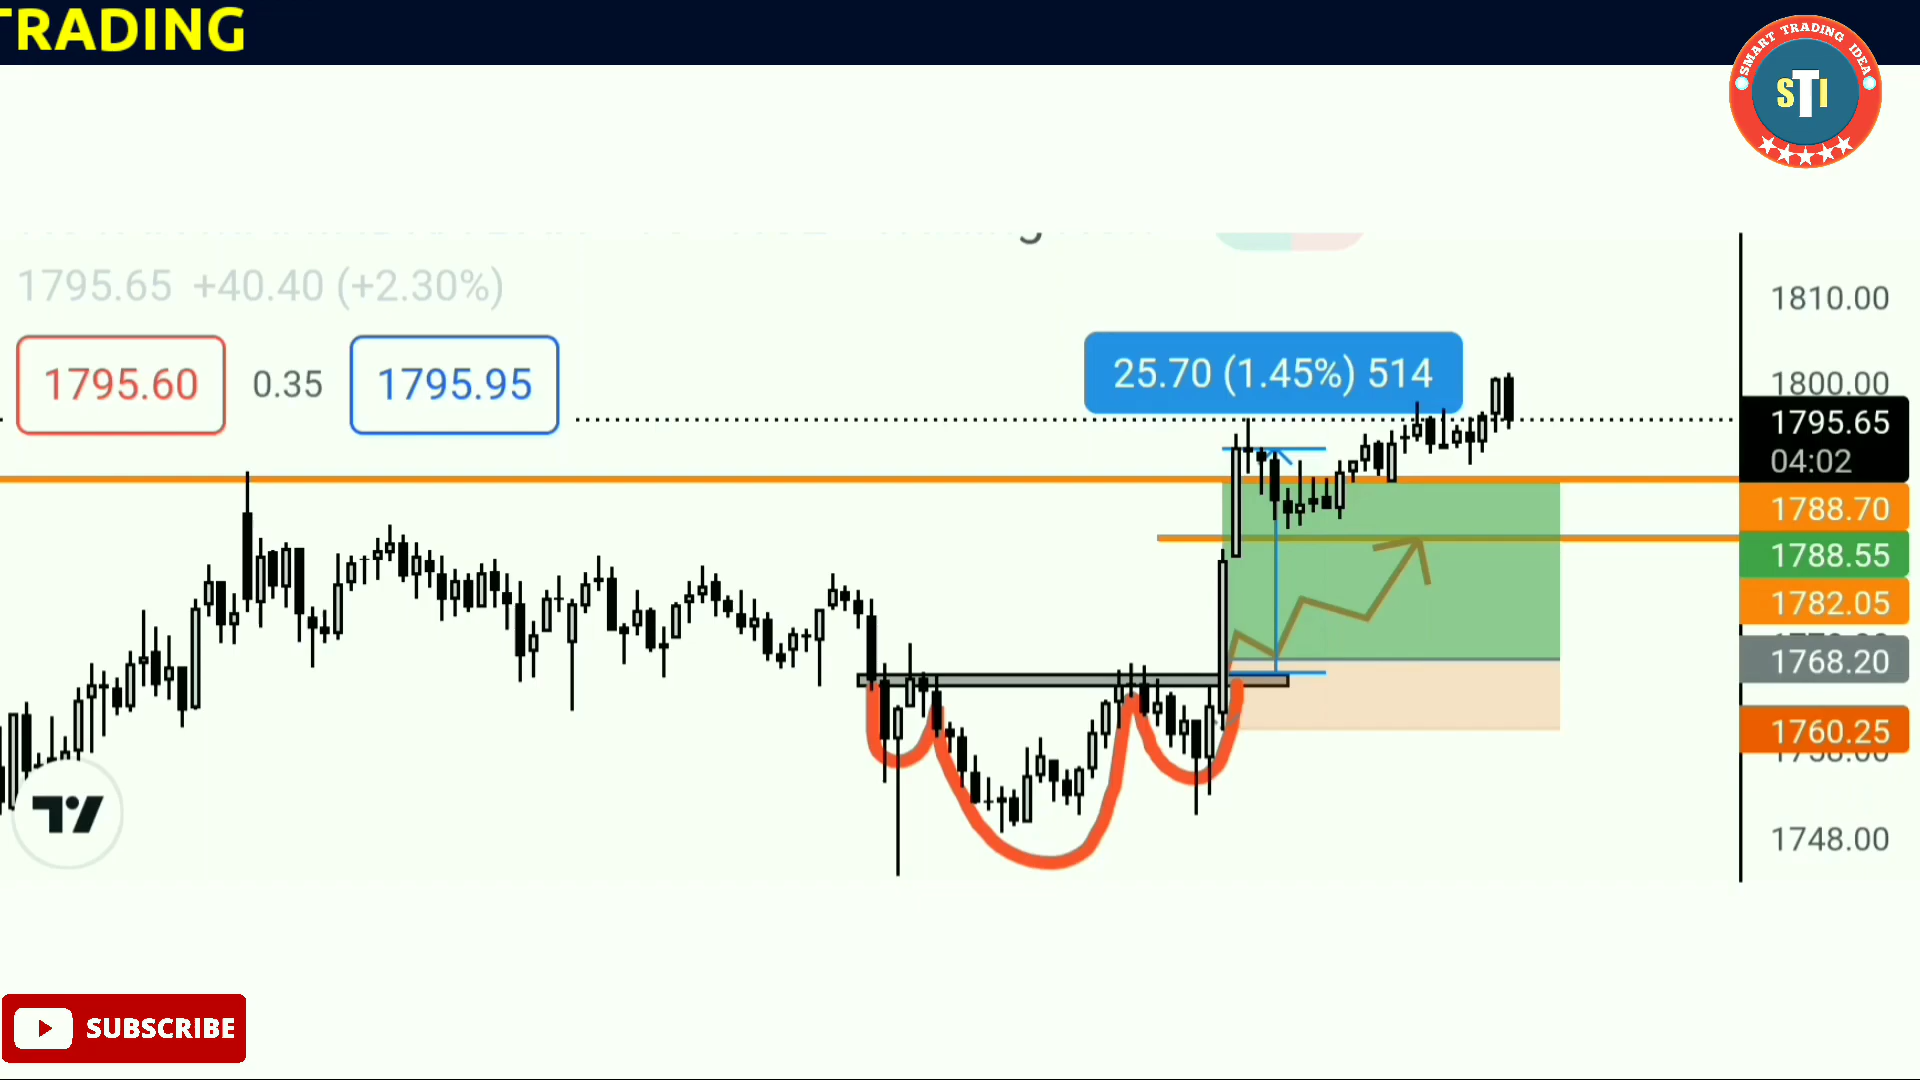 TRADING
SMART TRADING IDEA
STI
1795.65 +40.40 (+2.30%)
1795.60
0.35
1795.95
25.70 (1.45%) 514
1810.00
1800.00
1795.65
04:02
1788.70
1788.55
1782.05
1768.20
1760.25
1748.00
SUBSCRIBE